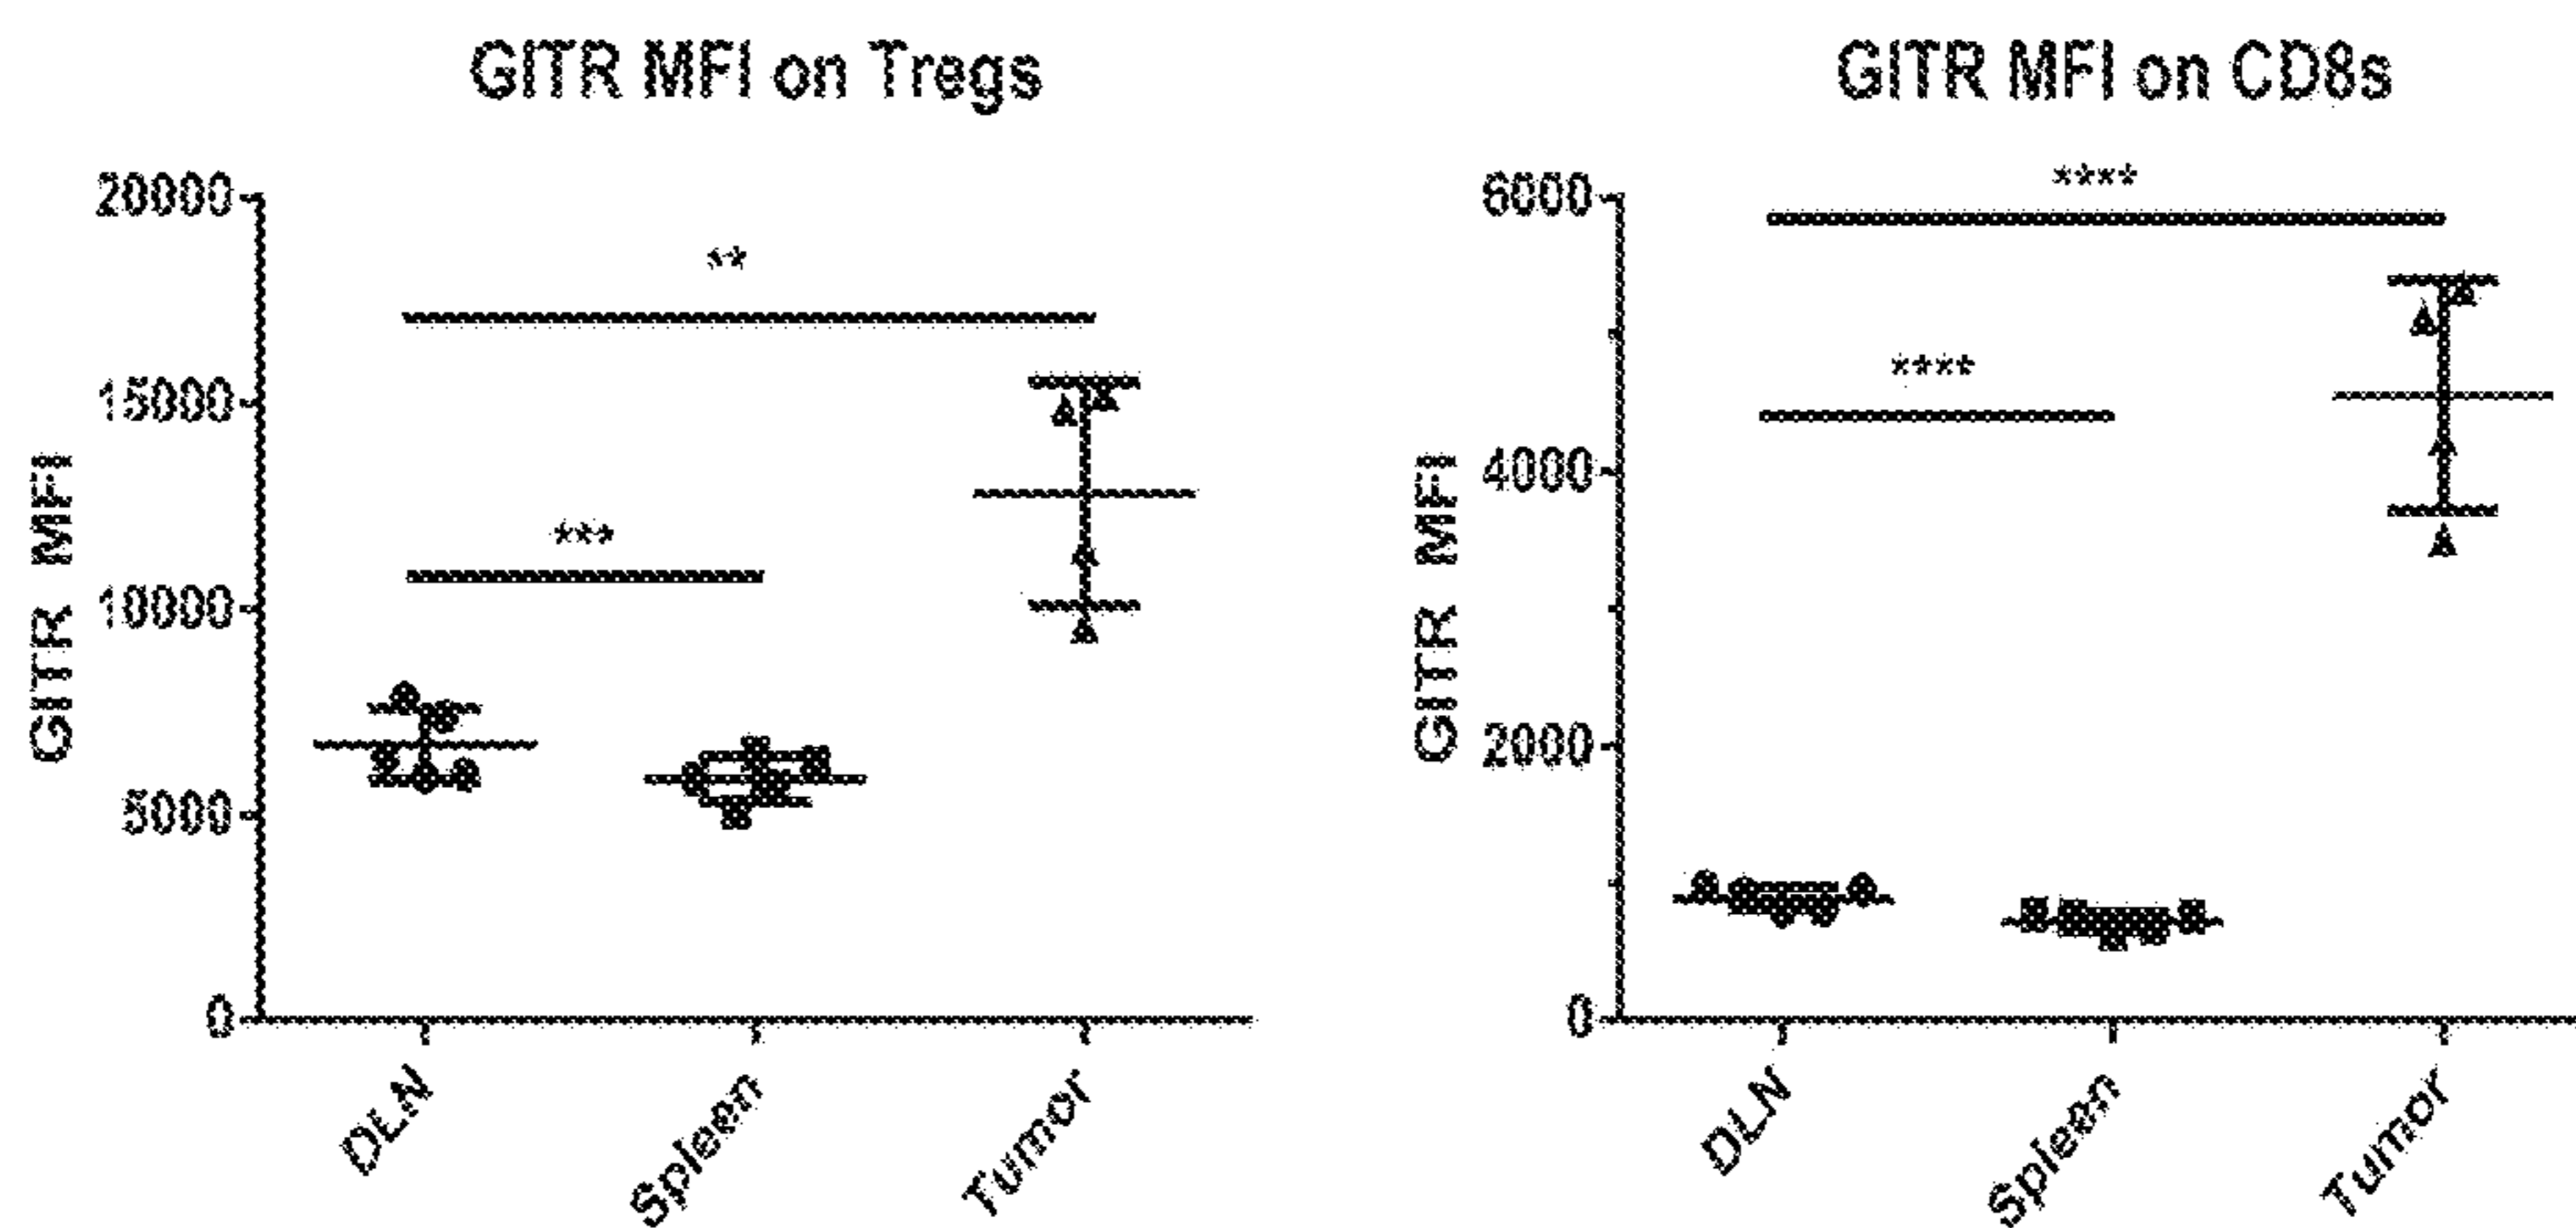 GITR MFI on Tregs
GITR MFI
20000
15000
10000
5000
0
**
***
DLN
Spleen
Tumor
GITR MFI on CD8s
GITR MFI
6000
4000
2000
0
****
****
DLN
Spleen
Tumor